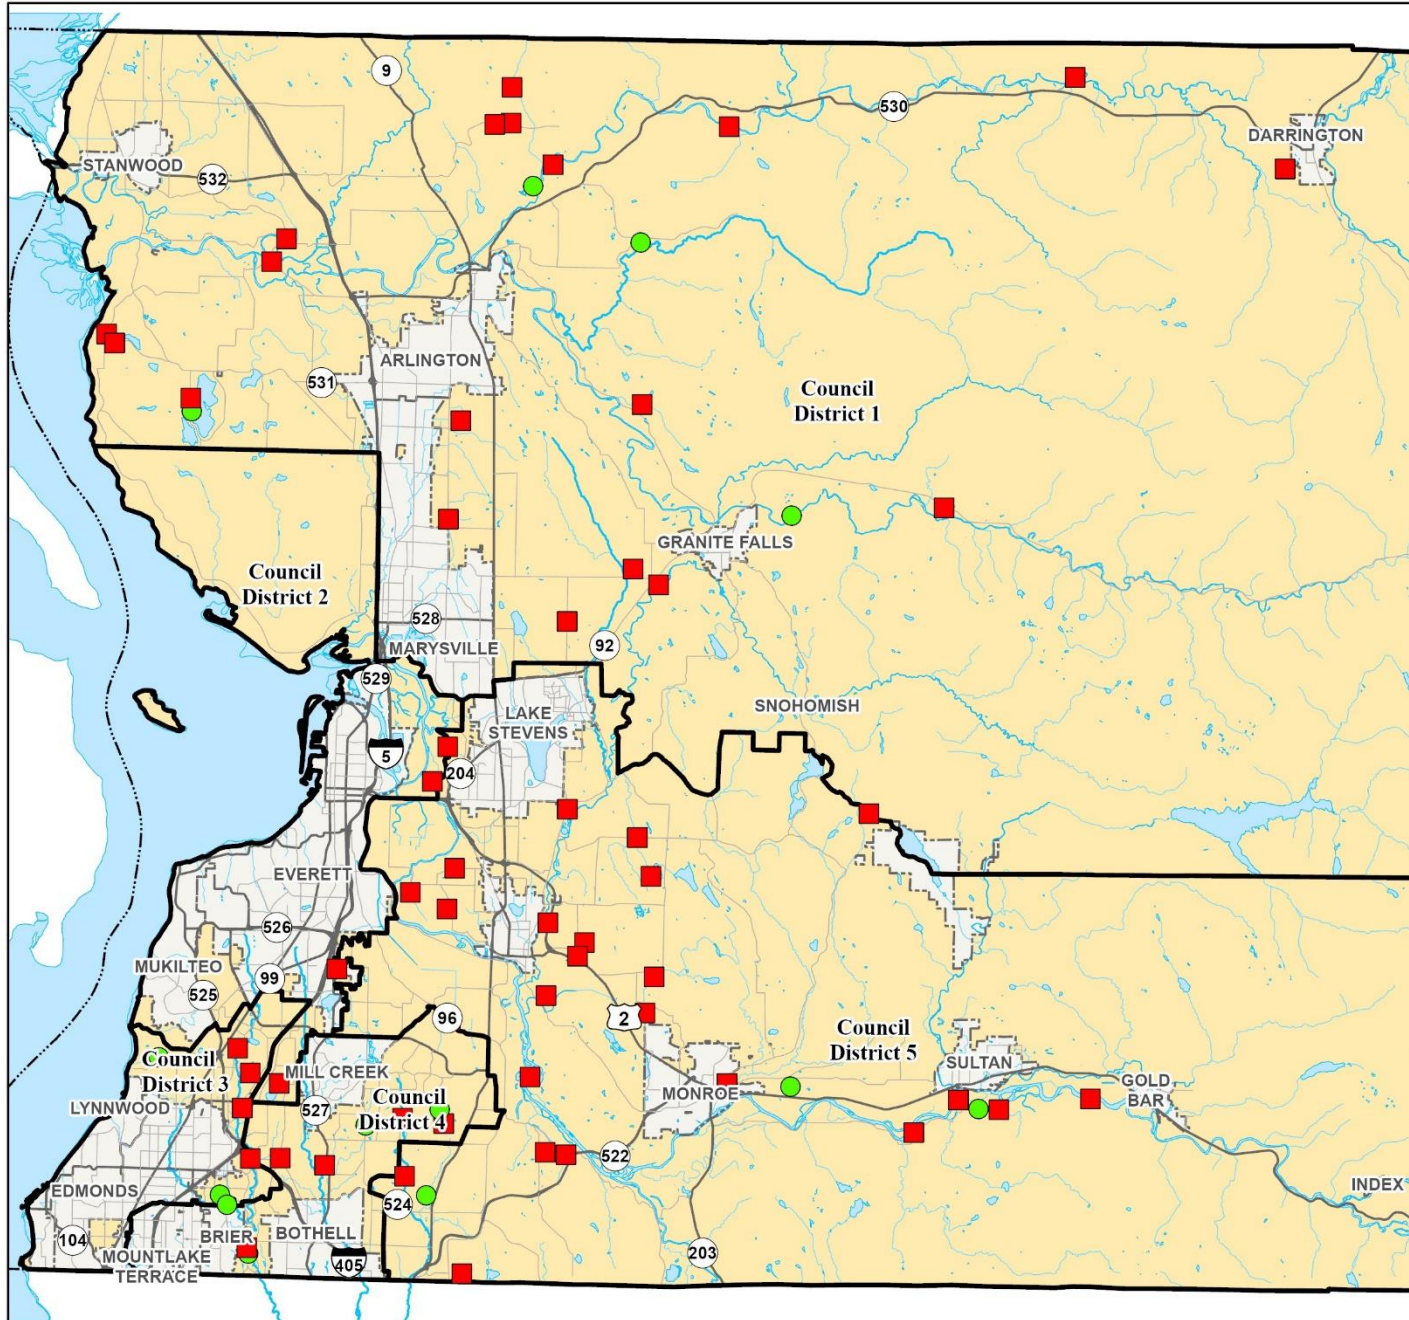 9
530
DARRINGTON
STANWOOD
532
ARLINGTON
531
Council
District 1
GRANITE FALLS
Council
District 2
528
MARYSVILLE
92
529
LAKE
STEVENS
SNOHOMISH
5
204
EVERETT
526
MUKILTEO
99
525
96
2
Council
District 5
Council
District 3
MILL CREEK
SULTAN
LYNNWOOD
527
Council
District 4
MONROE
GOLD
BAR
522
EDMONDS
524
INDEX
104
BRIER
BOTHELL
MOUNTLAKE
TERRACE
405
203